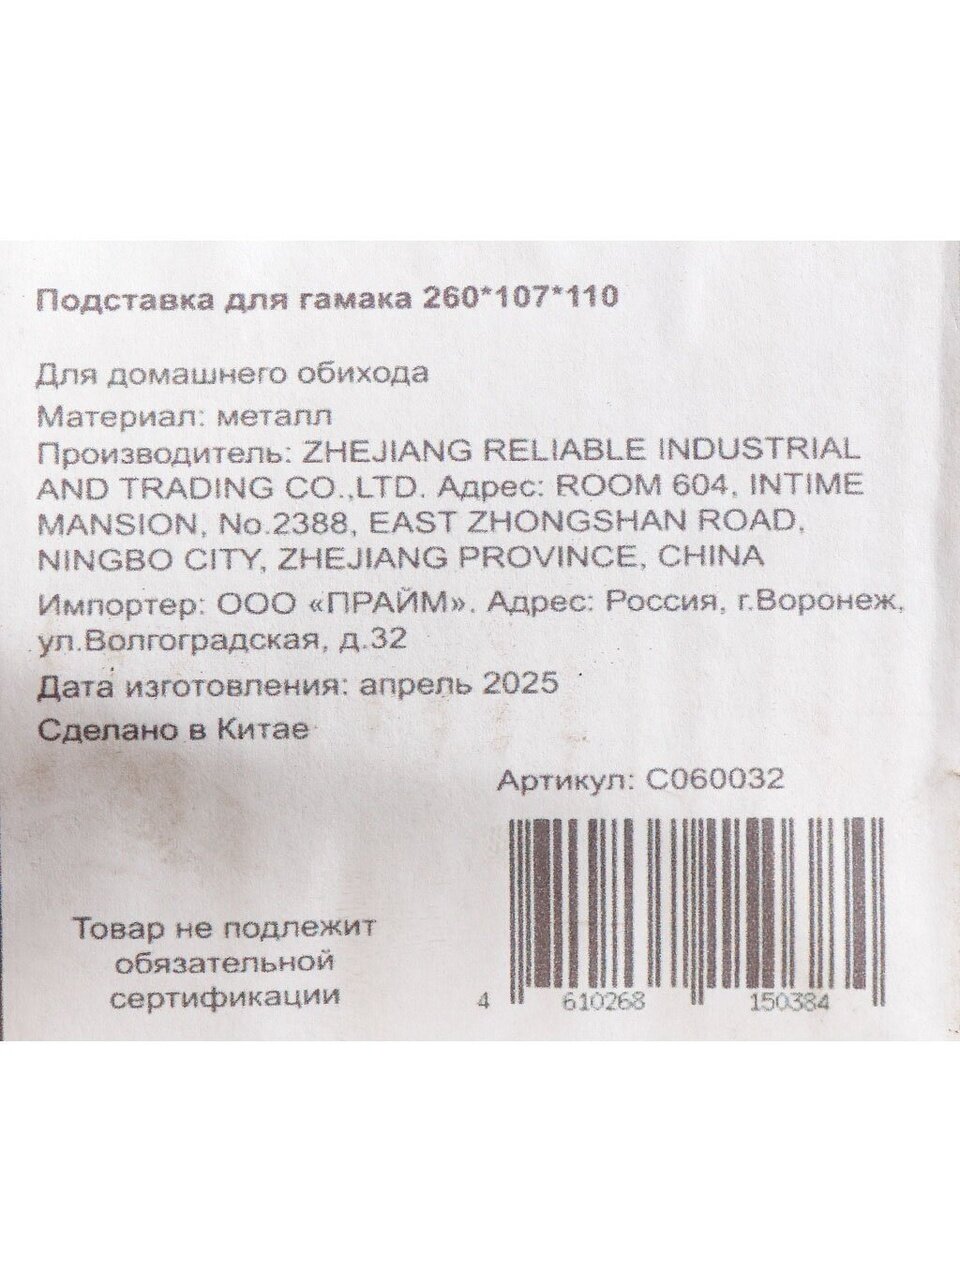 Подставка для гамака 260*107*110
Для домашнего обихода
Материал: металл
Производитель: ZHEJIANG RELIABLE INDUSTRIAL
AND TRADING CO.,LTD. Адрес: ROOM 604, INTIME
MANSION, No.2388, EAST ZHONGSHAN ROAD,
NINGBO CITY, ZHEJIANG PROVINCE, CHINA
Импортер: ООО «ПРАЙМ». Адрес: Россия, г.Воронеж,
ул.Волгоградская, д.32
Дата изготовления: апрель 2025
Сделано в Китае
Артикул: С060032
Товар не подлежит
обязательной
сертификации
4 610268 150384